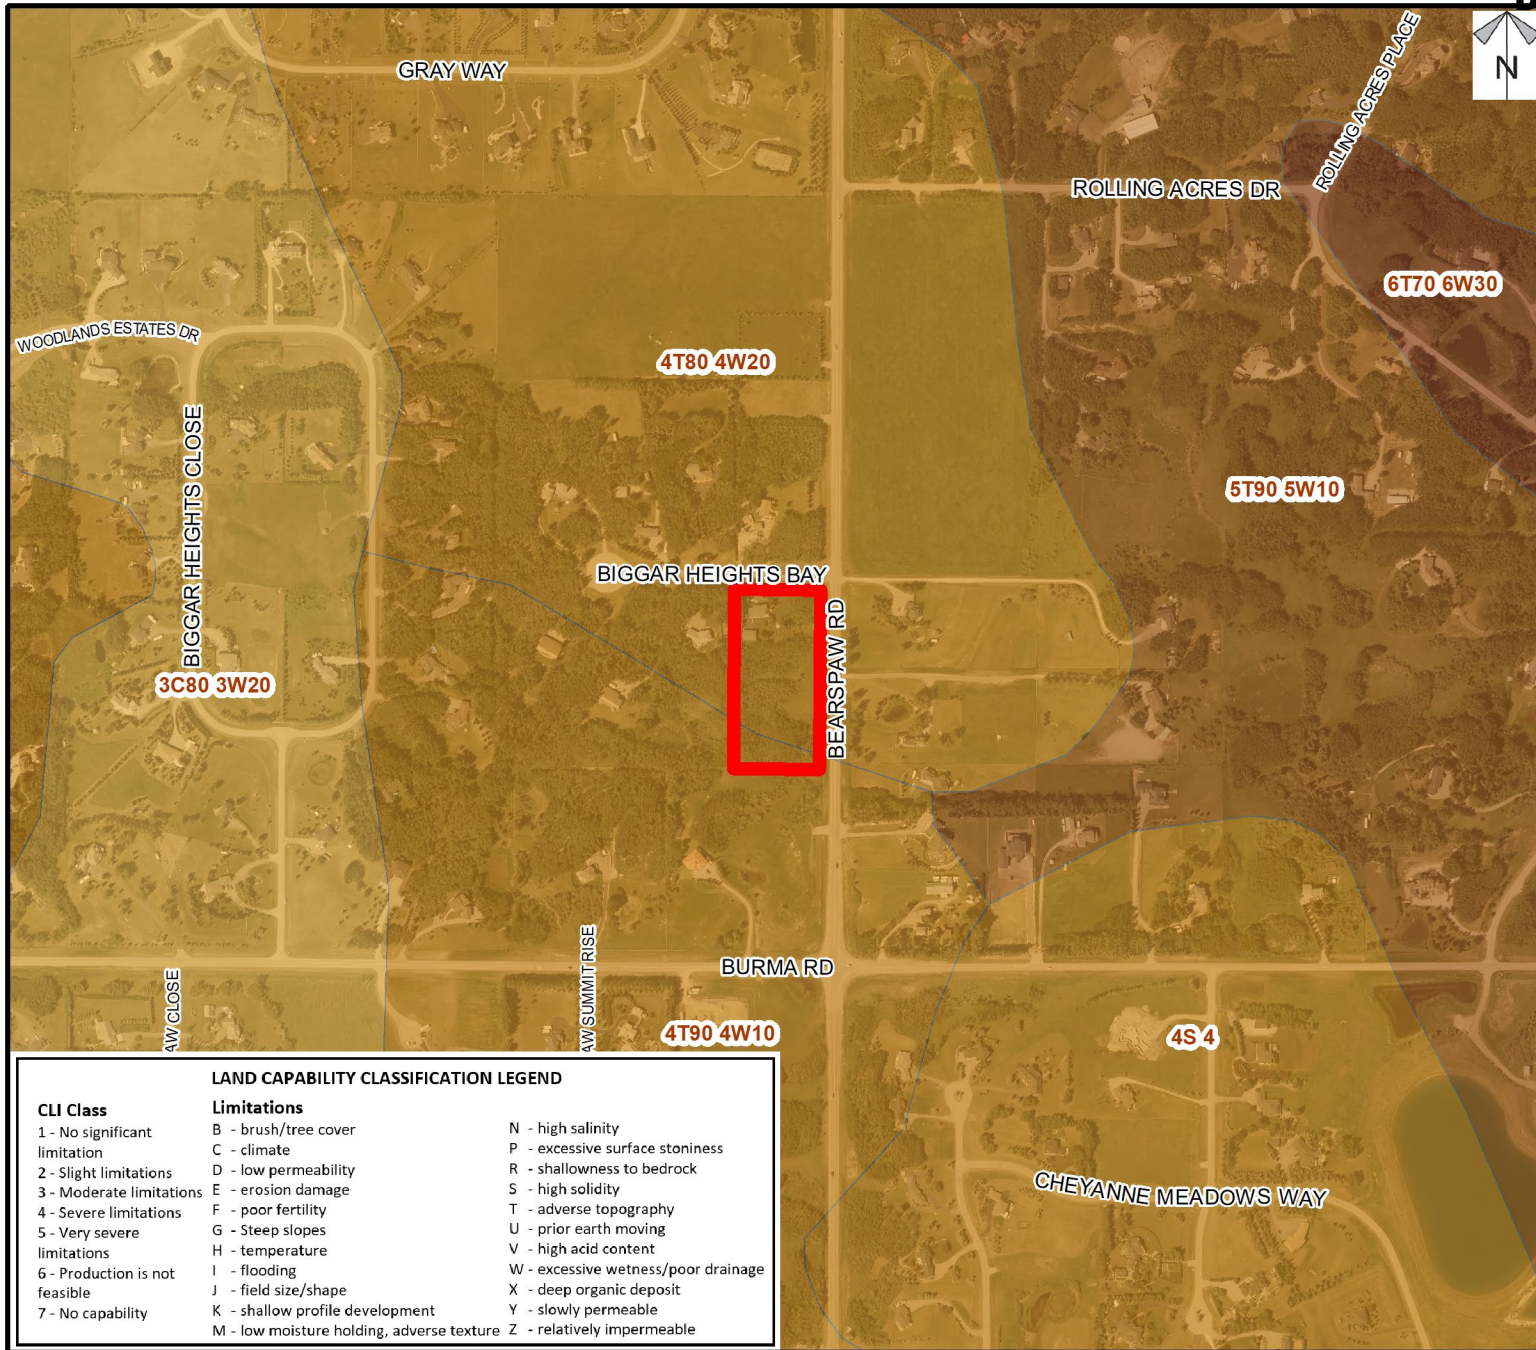 N
GRAY WAY
ROLLING ACRES PLACE
ROLLING ACRES DR
6T70 6W30
WOODLANDS ESTATES DR
4T80 4W20
BIGGAR HEIGHTS CLOSE
5T90 5W10
BIGGAR HEIGHTS BAY
BEARSPAW RD
3C80 3W20
BURMA RD
AW CLOSE
AW SUMMIT RISE
4T90 4W10
4S 4
CHEYANNE MEADOWS WAY
LAND CAPABILITY CLASSIFICATION LEGEND
CLI Class
1 - No significant
limitation
2 - Slight limitations
3 - Moderate limitations
4 - Severe limitations
5 - Very severe
limitations
6 - Production is not
feasible
7 - No capability
Limitations
B - brush/tree cover
C - climate
D - low permeability
E - erosion damage
F - poor fertility
G - Steep slopes
H - temperature
I - flooding
J - field size/shape
K - shallow profile development
M - low moisture holding, adverse texture
N - high salinity
P - excessive surface stoniness
R - shallowness to bedrock
S - high solidity
T - adverse topography
U - prior earth moving
V - high acid content
W - excessive wetness/poor drainage
X - deep organic deposit
Y - slowly permeable
Z - relatively impermeable